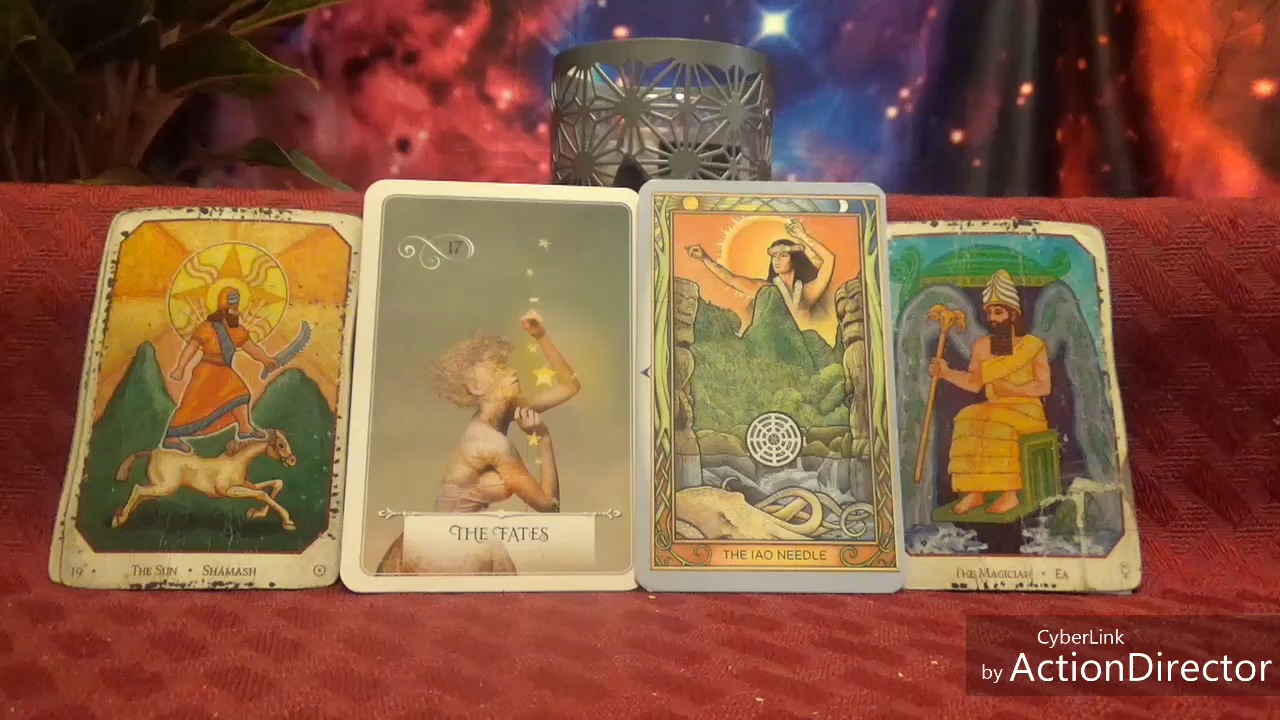 19 • THE SUN • SHAMASH
17
THE FATES
THE IAO NEEDLE
THE MAGICIAN • EA
CyberLink
by ActionDirector